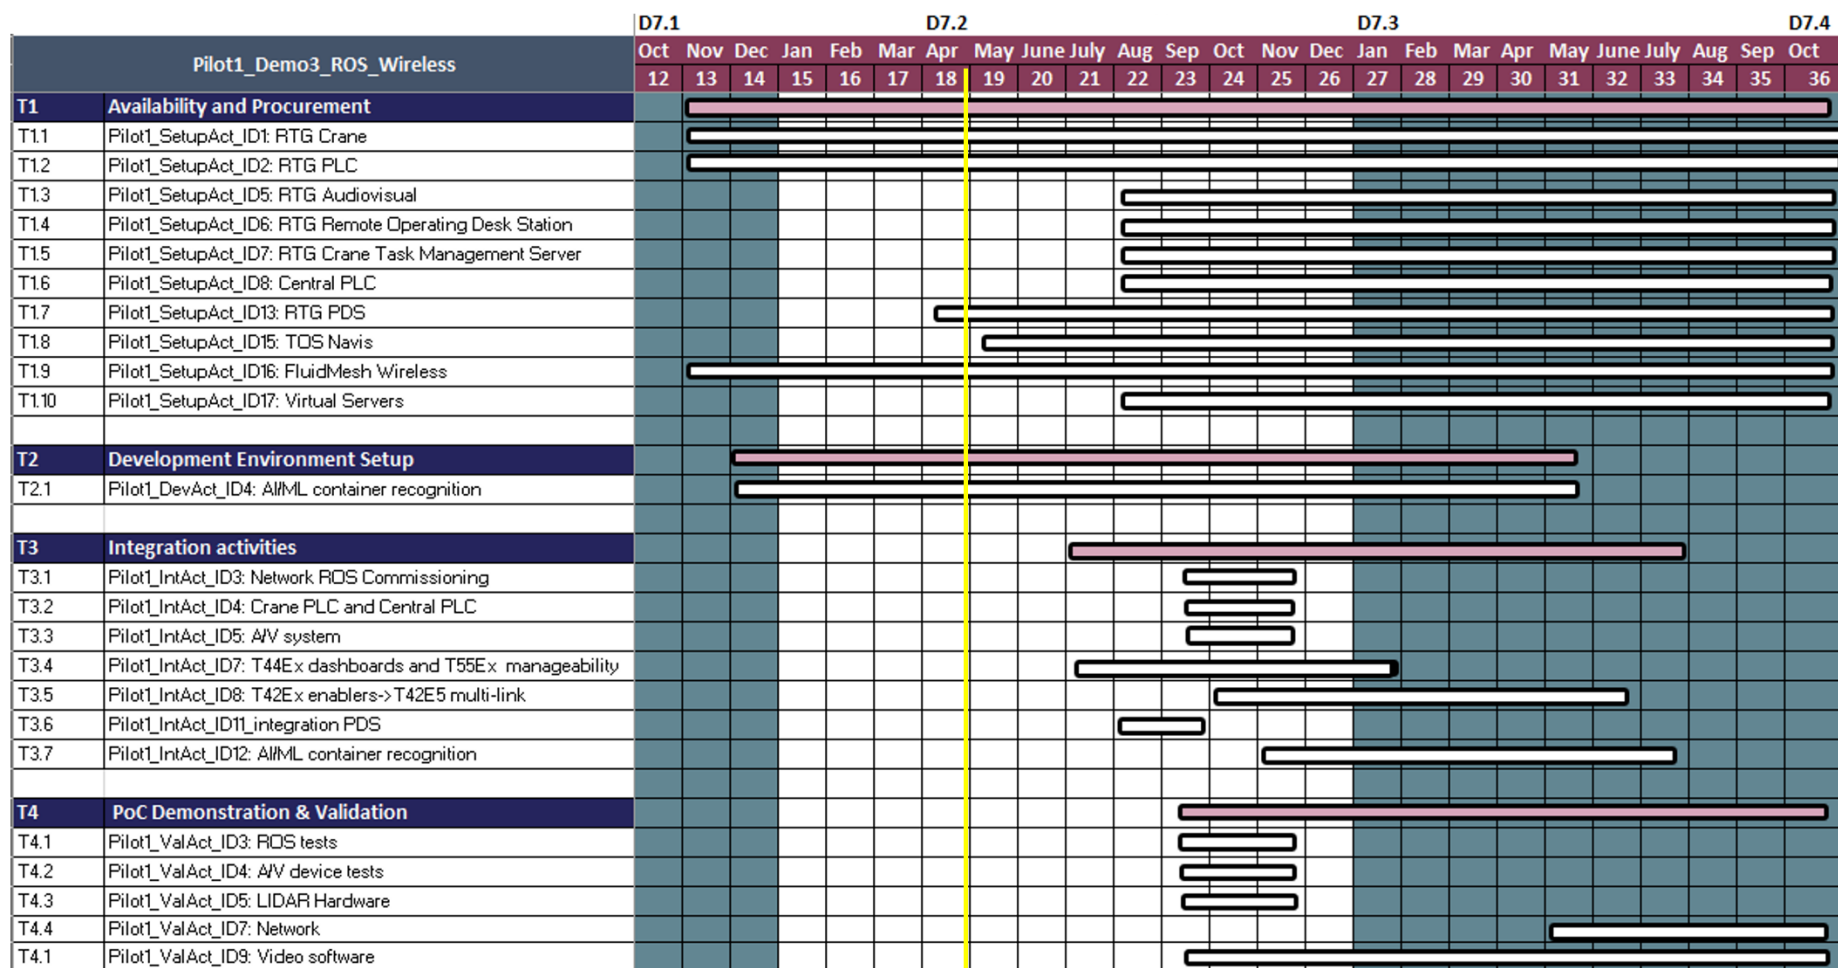 D7.1 D7.2 D7.3 D7.4
Pilot1_Demo3_ROS_Wireless
Oct Nov Dec Jan Feb Mar Apr May June July Aug Sep Oct Nov Dec Jan Feb Mar Apr May June July Aug Sep Oct
12 13 14 15 16 17 18 19 20 21 22 23 24 25 26 27 28 29 30 31 32 33 34 35 36
T1 Availability and Procurement
T1.1 Pilot1_SetupAct_ID1: RTG Crane
T1.2 Pilot1_SetupAct_ID2: RTG PLC
T1.3 Pilot1_SetupAct_ID5: RTG Audiovisual
T1.4 Pilot1_SetupAct_ID6: RTG Remote Operating Desk Station
T1.5 Pilot1_SetupAct_ID7: RTG Crane Task Management Server
T1.6 Pilot1_SetupAct_ID8: Central PLC
T1.7 Pilot1_SetupAct_ID13: RTG PDS
T1.8 Pilot1_SetupAct_ID15: TOS Navis
T1.9 Pilot1_SetupAct_ID16: FluidMesh Wireless
T1.10 Pilot1_SetupAct_ID17: Virtual Servers
T2 Development Environment Setup
T2.1 Pilot1_DevAct_ID4: AI/ML container recognition
T3 Integration activities
T3.1 Pilot1_IntAct_ID3: Network ROS Commissioning
T3.2 Pilot1_IntAct_ID4: Crane PLC and Central PLC
T3.3 Pilot1_IntAct_ID5: A/V system
T3.4 Pilot1_IntAct_ID7: T44Ex dashboards and T55Ex manageability
T3.5 Pilot1_IntAct_ID8: T42Ex enablers->T42E5 multi-link
T3.6 Pilot1_IntAct_ID11_integration PDS
T3.7 Pilot1_IntAct_ID12: AI/ML container recognition
T4 PoC Demonstration & Validation
T4.1 Pilot1_ValAct_ID3: ROS tests
T4.2 Pilot1_ValAct_ID4: A/V device tests
T4.3 Pilot1_ValAct_ID5: LIDAR Hardware
T4.4 Pilot1_ValAct_ID7: Network
T4.1 Pilot1_ValAct_ID9: Video software